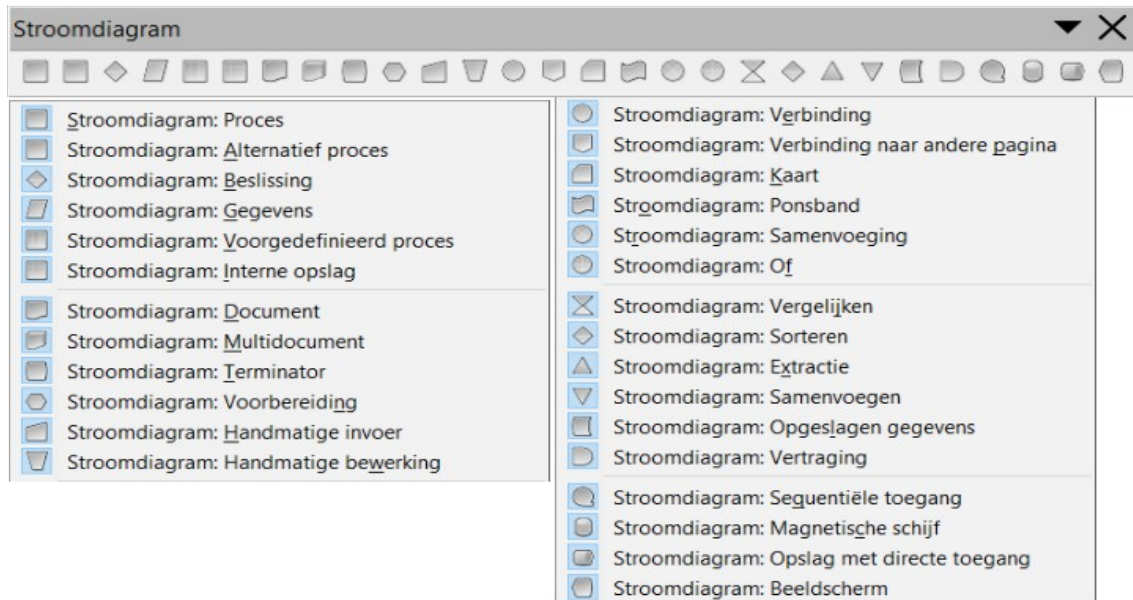 Stroomdiagram
Stroomdiagram: Proces
Stroomdiagram: Alternatief proces
Stroomdiagram: Beslissing
Stroomdiagram: Gegevens
Stroomdiagram: Voorgedefinieerd proces
Stroomdiagram: Interne opslag
Stroomdiagram: Document
Stroomdiagram: Multidocument
Stroomdiagram: Terminator
Stroomdiagram: Voorbereiding
Stroomdiagram: Handmatige invoer
Stroomdiagram: Handmatige bewerking
Stroomdiagram: Verbinding
Stroomdiagram: Verbinding naar andere pagina
Stroomdiagram: Kaart
Stroomdiagram: Ponsband
Stroomdiagram: Samenvoeging
Stroomdiagram: Of
Stroomdiagram: Vergelijken
Stroomdiagram: Sorteren
Stroomdiagram: Extractie
Stroomdiagram: Samenvoegen
Stroomdiagram: Opgeslagen gegevens
Stroomdiagram: Vertraging
Stroomdiagram: Sequentiële toegang
Stroomdiagram: Magnetische schijf
Stroomdiagram: Opslag met directe toegang
Stroomdiagram: Beeldscherm